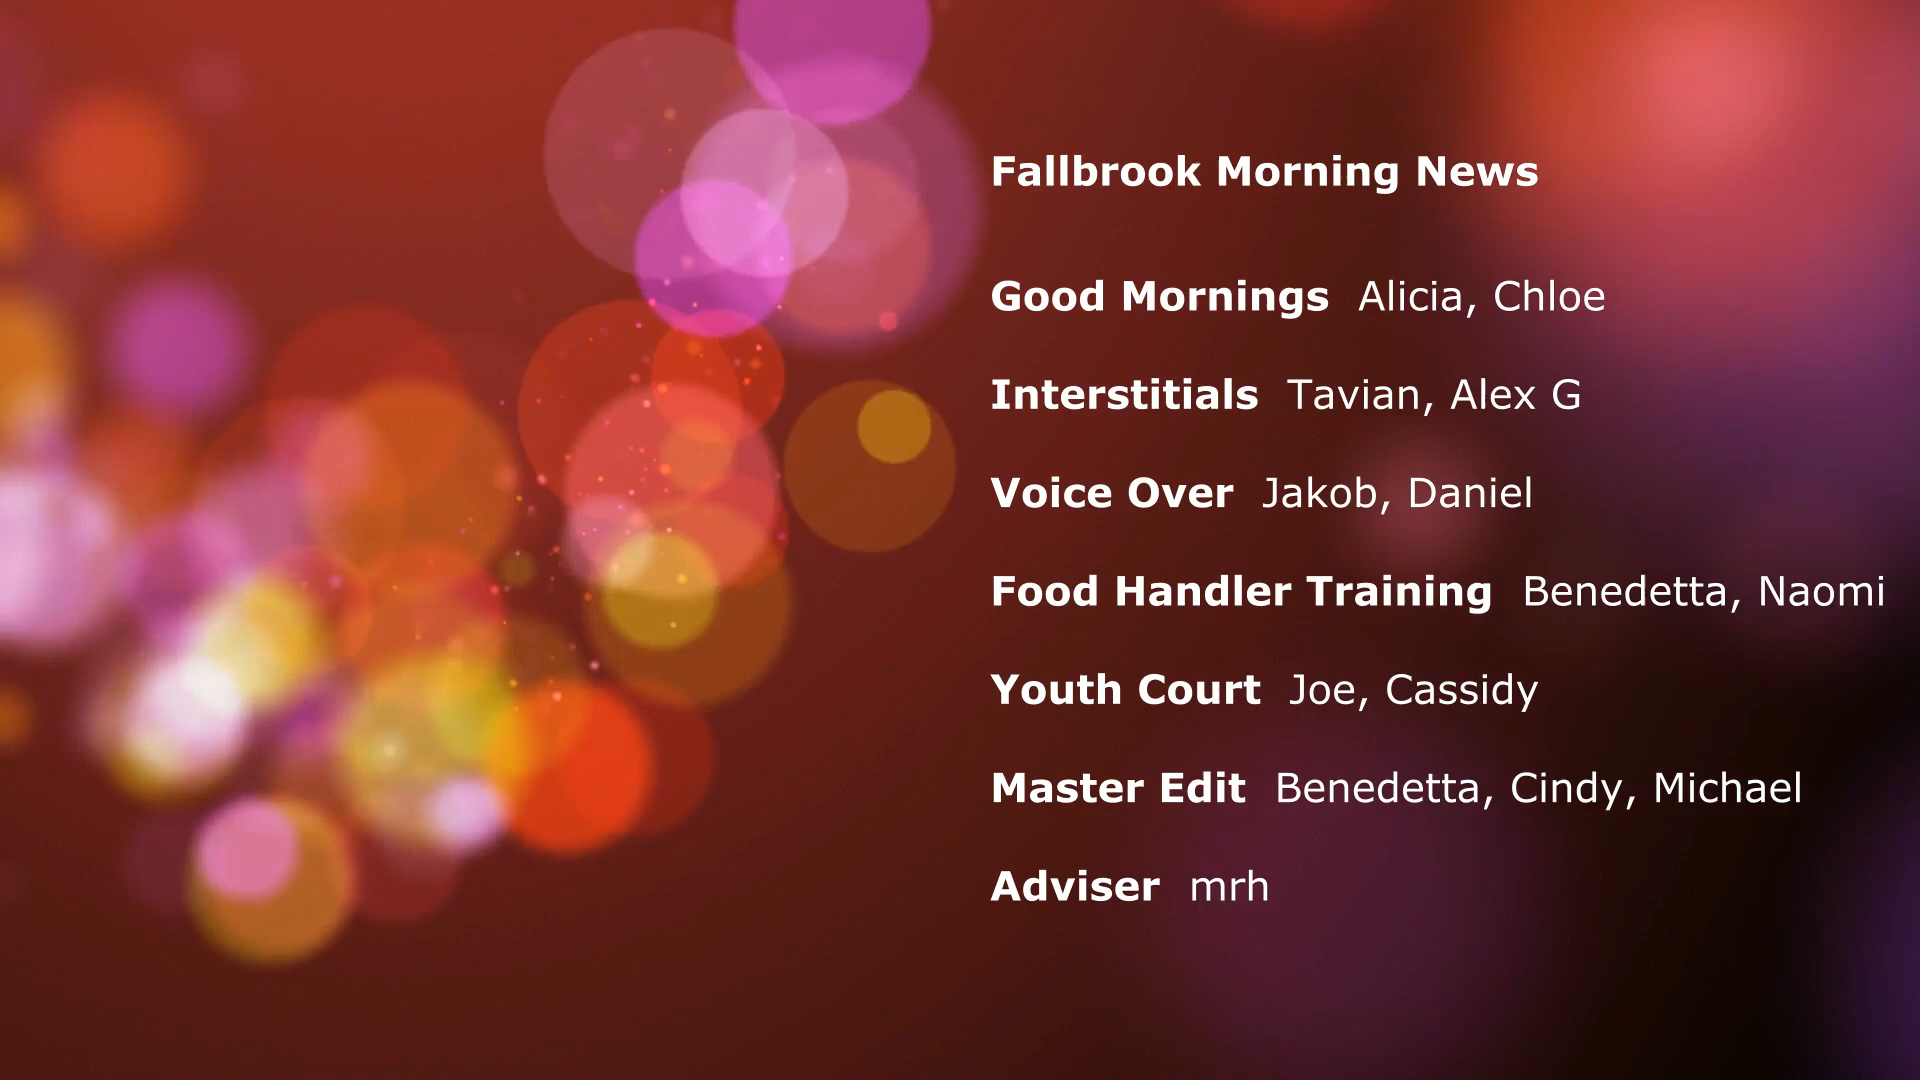 Fallbrook Morning News
Good Mornings Alicia, Chloe
Interstitials Tavian, Alex G
Voice Over Jakob, Daniel
Food Handler Training Benedetta, Naomi
Youth Court Joe, Cassidy
Master Edit Benedetta, Cindy, Michael
Adviser mrh